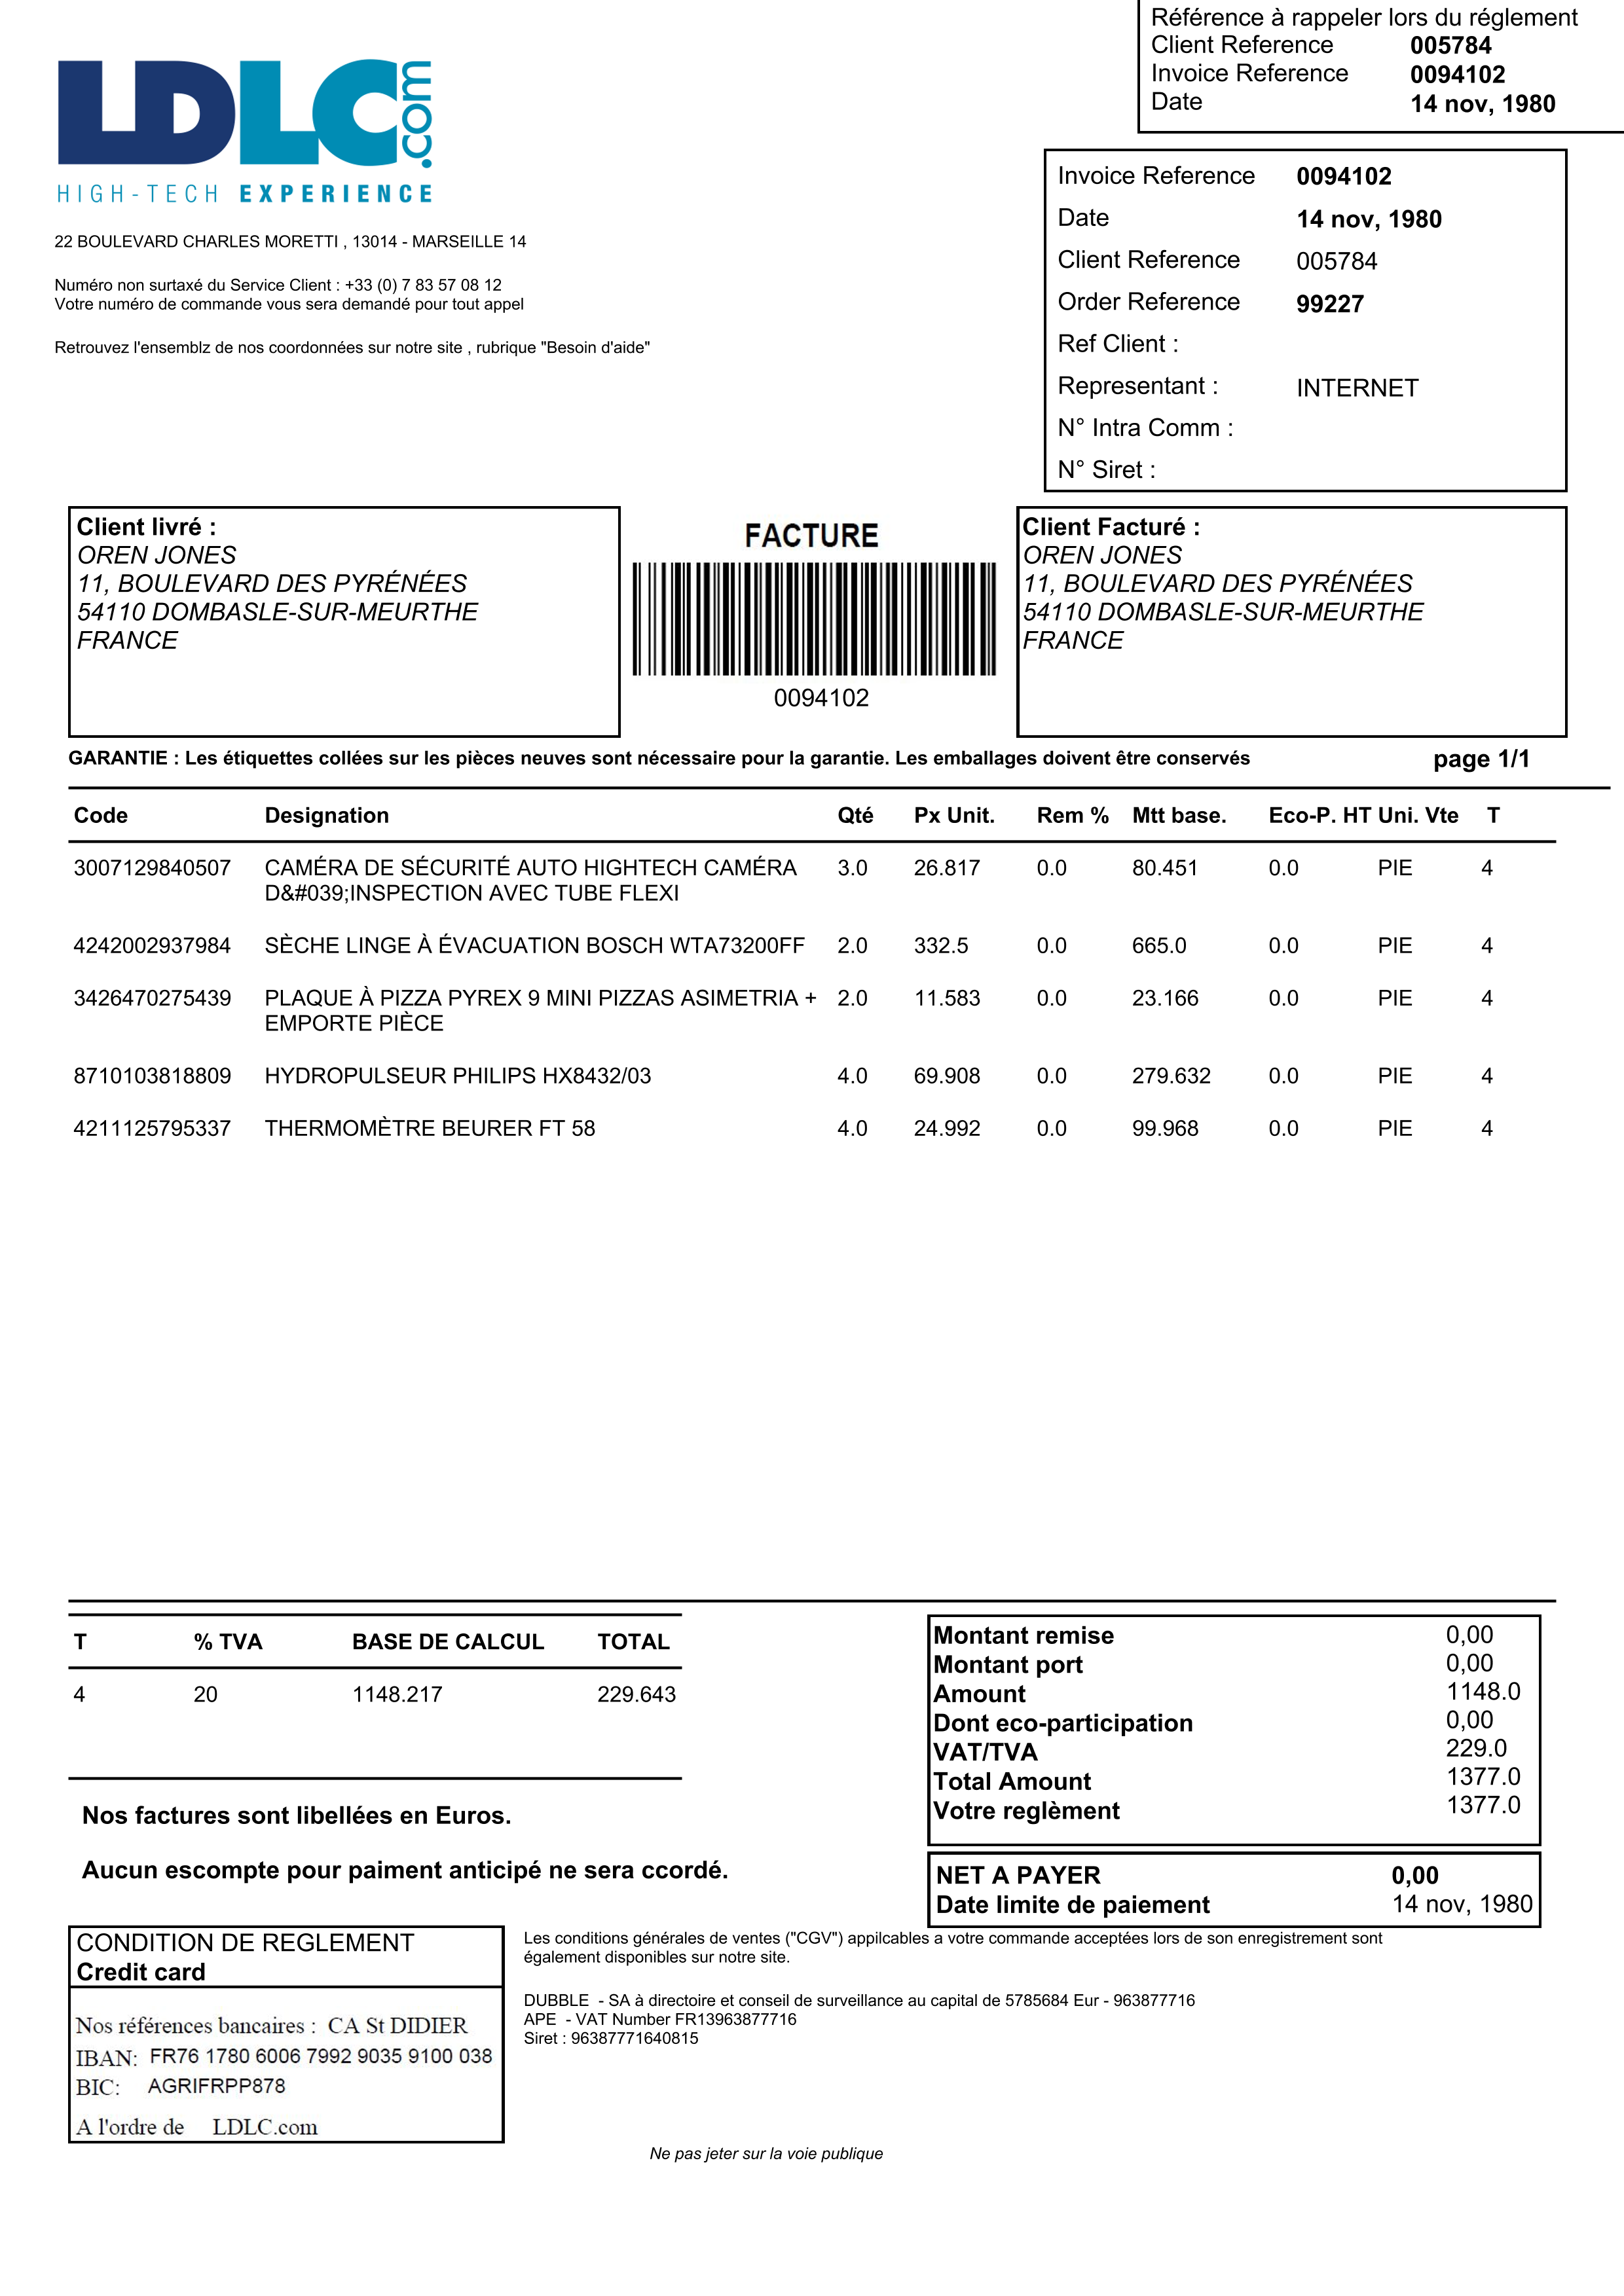 Référence à rappeler lors du réglement
Client Reference 005784
Invoice Reference 0094102
Date 14 nov, 1980
LDLC.com
HIGH-TECH EXPERIENCE
22 BOULEVARD CHARLES MORETTI , 13014 - MARSEILLE 14
Numéro non surtaxé du Service Client : +33 (0) 7 83 57 08 12
Votre numéro de commande vous sera demandé pour tout appel
Retrouvez l'ensemblz de nos coordonnées sur notre site , rubrique "Besoin d'aide"
Invoice Reference 0094102
Date 14 nov, 1980
Client Reference 005784
Order Reference 99227
Ref Client :
Representant : INTERNET
N° Intra Comm :
N° Siret :
Client livré :
OREN JONES
11, BOULEVARD DES PYRÉNÉES
54110 DOMBASLE-SUR-MEURTHE
FRANCE
FACTURE
0094102
Client Facturé :
OREN JONES
11, BOULEVARD DES PYRÉNÉES
54110 DOMBASLE-SUR-MEURTHE
FRANCE
GARANTIE : Les étiquettes collées sur les pièces neuves sont nécessaire pour la garantie. Les emballages doivent être conservés page 1/1
Code Designation Qté Px Unit. Rem % Mtt base. Eco-P. HT Uni. Vte T
3007129840507 CAMÉRA DE SÉCURITÉ AUTO HIGHTECH CAMÉRA 3.0 26.817 0.0 80.451 0.0 PIE 4
D&#039;INSPECTION AVEC TUBE FLEXI
4242002937984 SÈCHE LINGE À ÉVACUATION BOSCH WTA73200FF 2.0 332.5 0.0 665.0 0.0 PIE 4
3426470275439 PLAQUE À PIZZA PYREX 9 MINI PIZZAS ASIMETRIA + 2.0 11.583 0.0 23.166 0.0 PIE 4
EMPORTE PIÈCE
8710103818809 HYDROPULSEUR PHILIPS HX8432/03 4.0 69.908 0.0 279.632 0.0 PIE 4
4211125795337 THERMOMÈTRE BEURER FT 58 4.0 24.992 0.0 99.968 0.0 PIE 4
T % TVA BASE DE CALCUL TOTAL
4 20 1148.217 229.643
Nos factures sont libellées en Euros.
Aucun escompte pour paiment anticipé ne sera ccordé.
Montant remise 0,00
Montant port 0,00
Amount 1148.0
Dont eco-participation 0,00
VAT/TVA 229.0
Total Amount 1377.0
Votre reglèment 1377.0
NET A PAYER 0,00
Date limite de paiement 14 nov, 1980
CONDITION DE REGLEMENT
Credit card
Nos références bancaires : CA St DIDIER
IBAN: FR76 1780 6006 7992 9035 9100 038
BIC: AGRIFRPP878
A l'ordre de LDLC.com
Les conditions générales de ventes ("CGV") appilcables a votre commande acceptées lors de son enregistrement sont
également disponibles sur notre site.
DUBBLE - SA à directoire et conseil de surveillance au capital de 5785684 Eur - 963877716
APE - VAT Number FR13963877716
Siret : 96387771640815
Ne pas jeter sur la voie publique